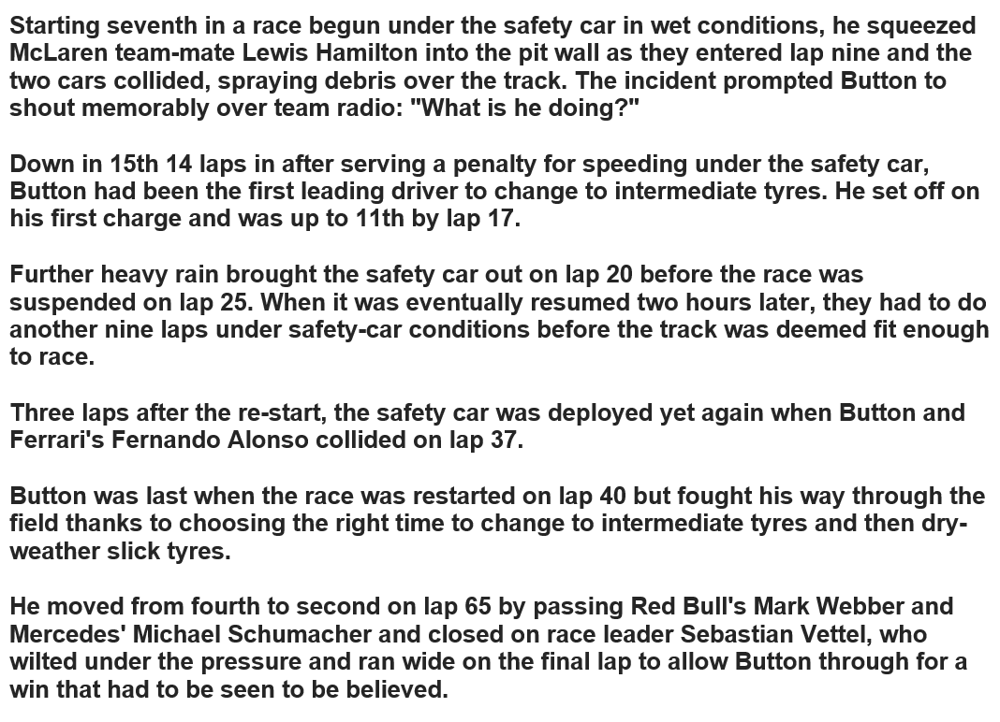 Starting seventh in a race begun under the safety car in wet conditions, he squeezed
McLaren team-mate Lewis Hamilton into the pit wall as they entered lap nine and the
two cars collided, spraying debris over the track. The incident prompted Button to
shout memorably over team radio: "What is he doing?"
Down in 15th 14 laps in after serving a penalty for speeding under the safety car,
Button had been the first leading driver to change to intermediate tyres. He set off on
his first charge and was up to 11th by lap 17.
Further heavy rain brought the safety car out on lap 20 before the race was
suspended on lap 25. When it was eventually resumed two hours later, they had to do
another nine laps under safety-car conditions before the track was deemed fit enough
to race.
Three laps after the re-start, the safety car was deployed yet again when Button and
Ferrari's Fernando Alonso collided on lap 37.
Button was last when the race was restarted on lap 40 but fought his way through the
field thanks to choosing the right time to change to intermediate tyres and then dry-
weather slick tyres.
He moved from fourth to second on lap 65 by passing Red Bull's Mark Webber and
Mercedes' Michael Schumacher and closed on race leader Sebastian Vettel, who
wilted under the pressure and ran wide on the final lap to allow Button through for a
win that had to be seen to be believed.